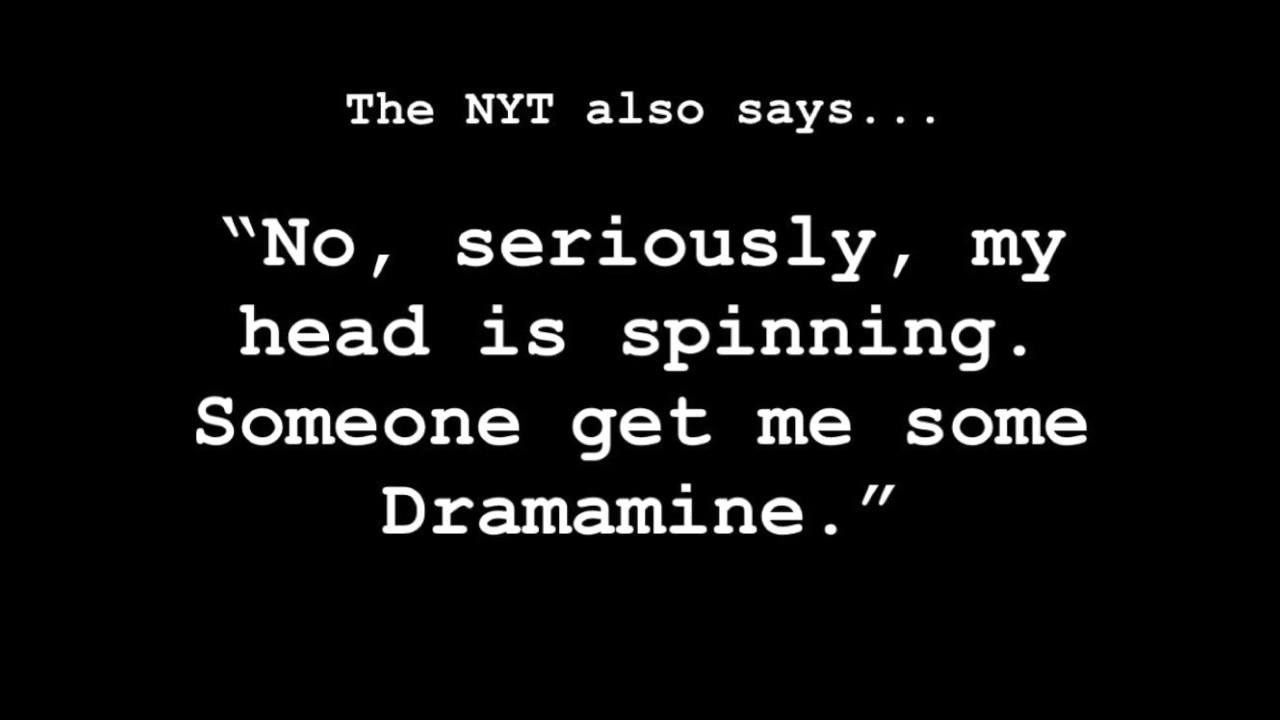 The NYT also says...
“No, seriously, my
head is spinning.
Someone get me some
Dramamine.”